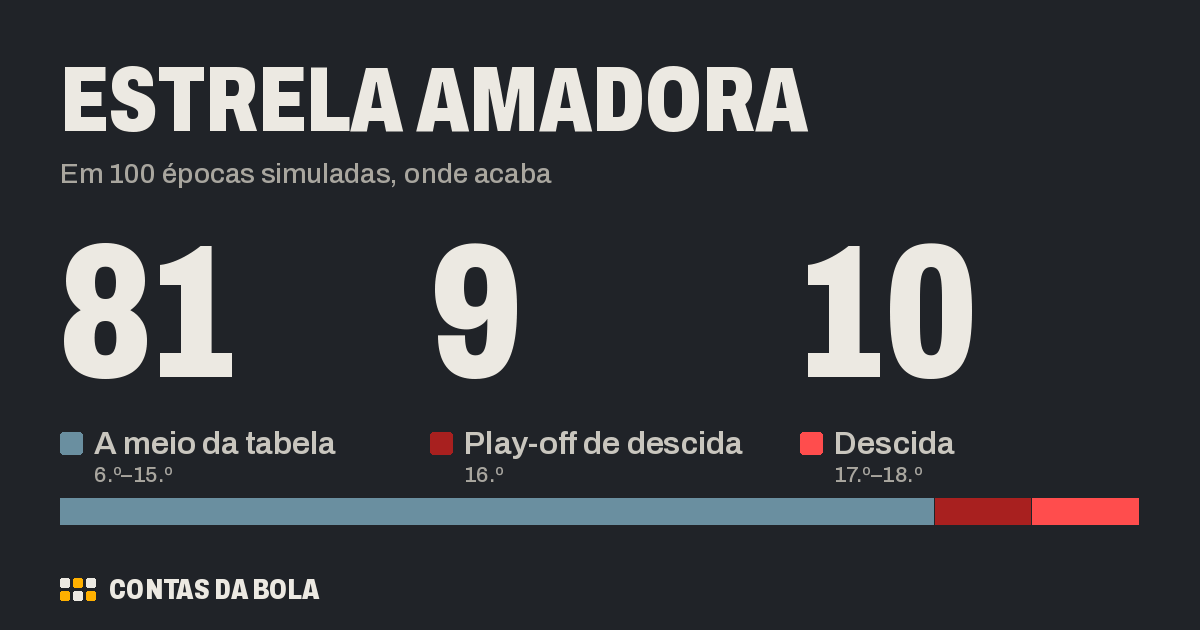 ESTRELA AMADORA
Em 100 épocas simuladas, onde acaba
81 9 10
A meio da tabela Play-off de descida Descida
6.º–15.º 16.º 17.º–18.º
CONTAS DA BOLA